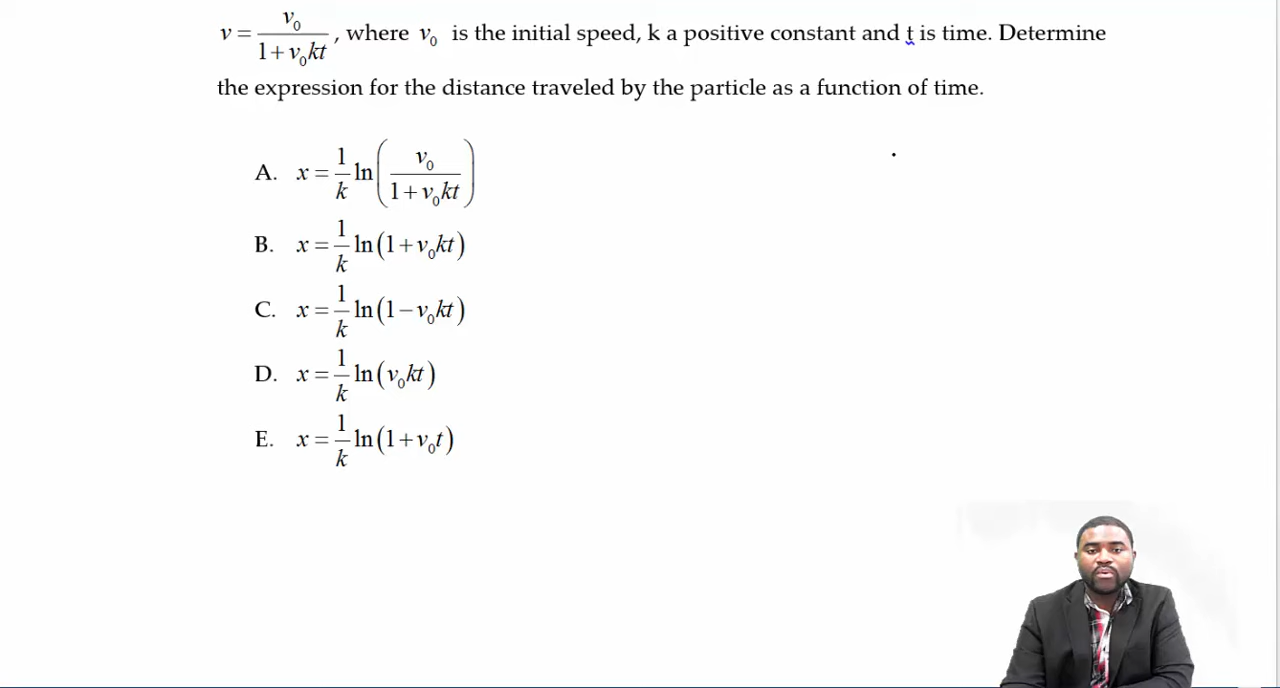 v = v₀ / (1 + v₀kt) , where v₀ is the initial speed, k a positive constant and t is time. Determine
the expression for the distance traveled by the particle as a function of time.
A. x = 1/k ln( v₀ / (1 + v₀kt) )
B. x = 1/k ln(1 + v₀kt)
C. x = 1/k ln(1 − v₀kt)
D. x = 1/k ln(v₀kt)
E. x = 1/k ln(1 + v₀t)